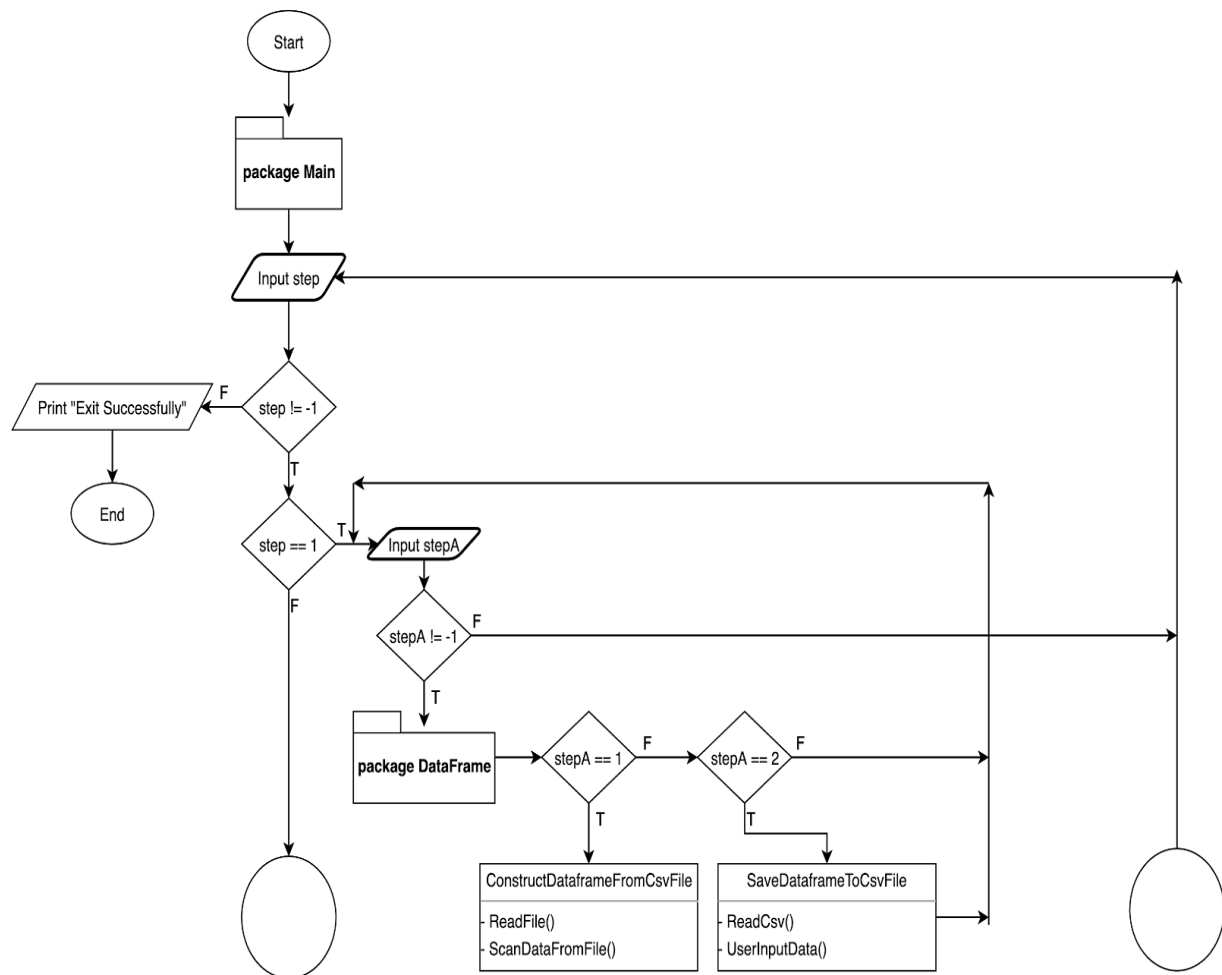 Start
package Main
Input step
step != -1
F
Print "Exit Successfully"
End
T
step == 1
T
Input stepA
F
stepA != -1
F
T
package DataFrame
stepA == 1
F
stepA == 2
F
T
T
ConstructDataframeFromCsvFile
- ReadFile()
- ScanDataFromFile()
SaveDataframeToCsvFile
- ReadCsv()
- UserInputData()